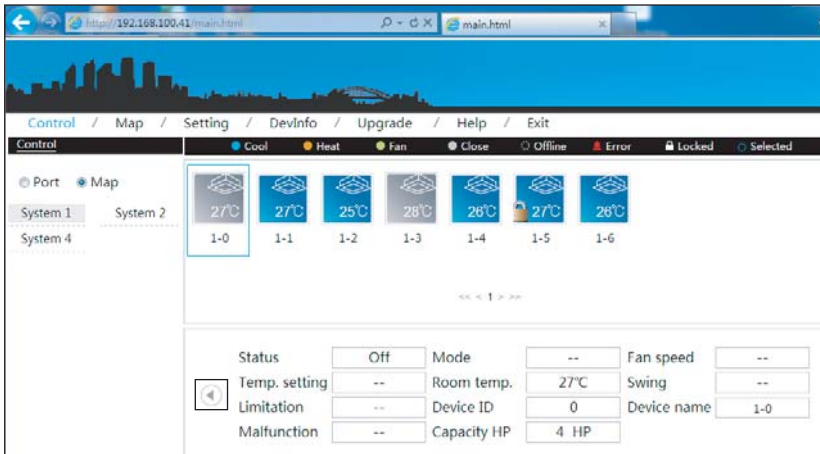 http://192.168.100.41/main.html
main.html
Control / Map / Setting / DevInfo / Upgrade / Help / Exit
Control
Cool Heat Fan Close Offline Error Locked Selected
Port Map
System 1 System 2
System 4
27℃ 27℃ 25℃ 28℃ 26℃ 27℃ 26℃
1-0 1-1 1-2 1-3 1-4 1-5 1-6
<< < 1 > >>
Status Off Mode -- Fan speed --
Temp. setting -- Room temp. 27℃ Swing --
Limitation -- Device ID 0 Device name 1-0
Malfunction -- Capacity HP 4 HP